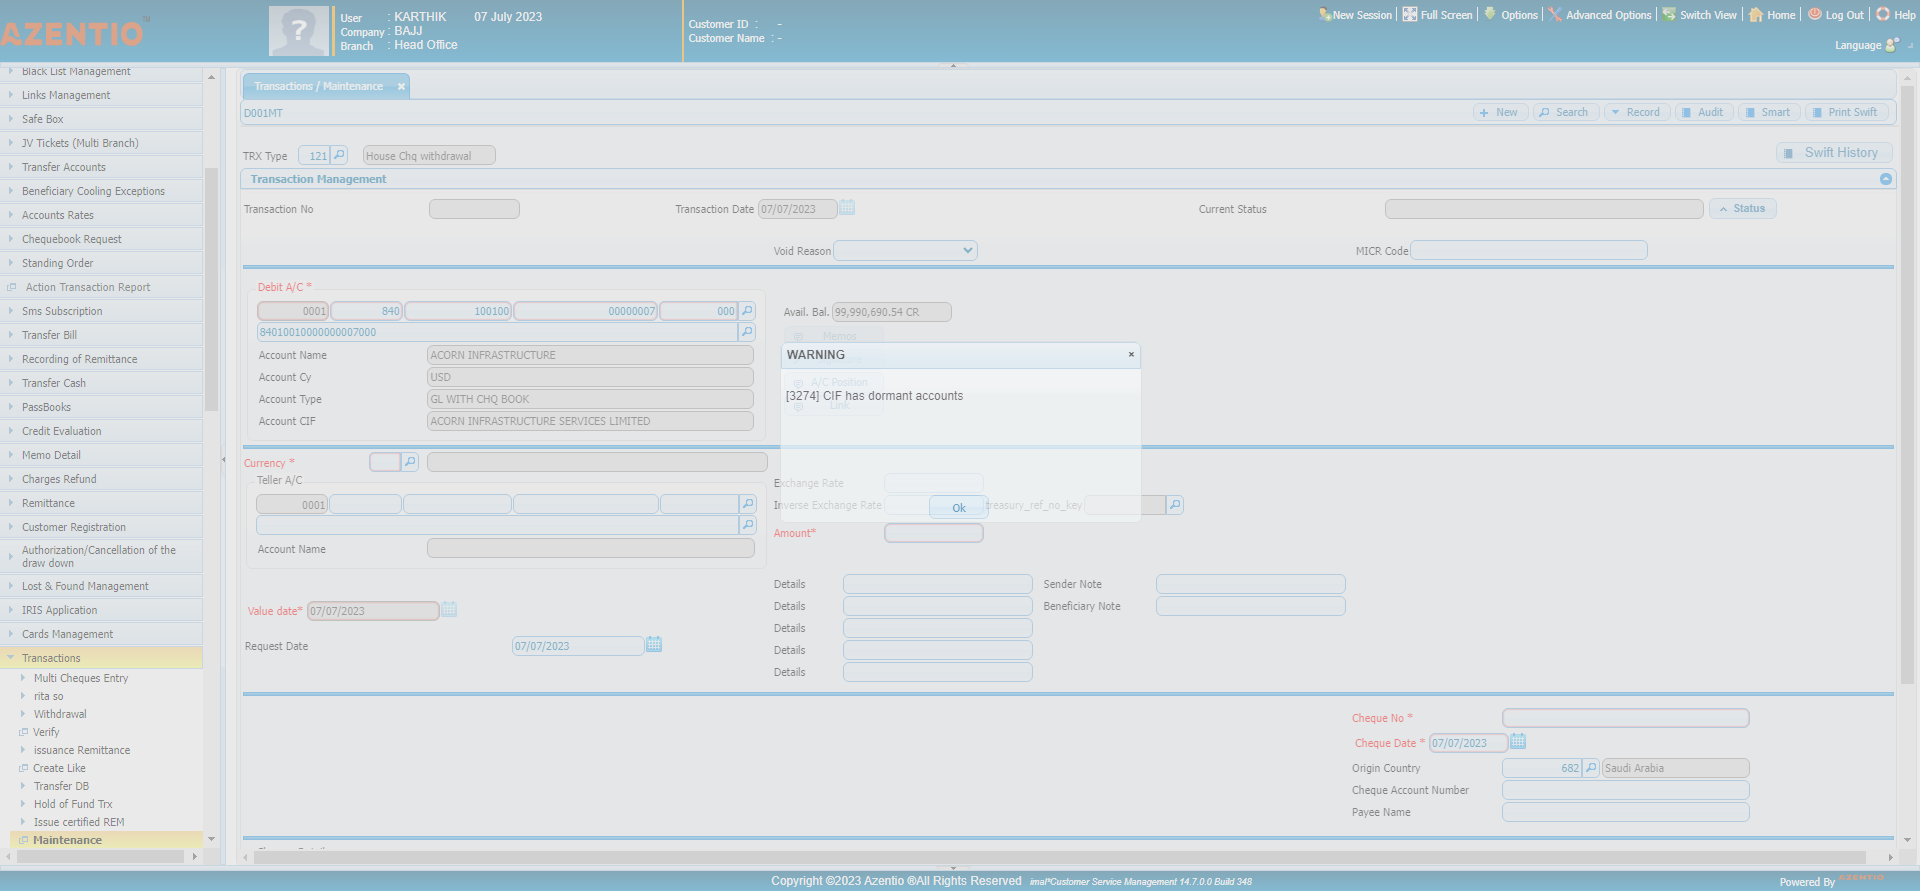 AZENTIO™
User : KARTHIK 07 July 2023
Company : BAJJ
Branch : Head Office
Customer ID : -
Customer Name : -
New Session
Full Screen
Options
Advanced Options
Switch View
Home
Log Out
Help
Language
Black List Management
Links Management
Safe Box
JV Tickets (Multi Branch)
Transfer Accounts
Beneficiary Cooling Exceptions
Accounts Rates
Chequebook Request
Standing Order
Action Transaction Report
Sms Subscription
Transfer Bill
Recording of Remittance
Transfer Cash
PassBooks
Credit Evaluation
Memo Detail
Charges Refund
Remittance
Customer Registration
Authorization/Cancellation of the
draw down
Lost & Found Management
IRIS Application
Cards Management
Transactions
Multi Cheques Entry
rita so
Withdrawal
Verify
issuance Remittance
Create Like
Transfer DB
Hold of Fund Trx
Issue certified REM
Maintenance
Transactions / Maintenance ×
D001MT
New
Search
Record
Audit
Smart
Print Swift
TRX Type 121 House Chq withdrawal
Swift History
Transaction Management
Transaction No
Transaction Date 07/07/2023
Current Status
Status
Void Reason
MICR Code
Debit A/C *
0001 840 100100 00000007 000
84010010000000007000
Account Name ACORN INFRASTRUCTURE
Account Cy USD
Account Type GL WITH CHQ BOOK
Account CIF ACORN INFRASTRUCTURE SERVICES LIMITED
Avail. Bal. 99,990,690.54 CR
Memos
A/C Position
Link
WARNING ×
[3274] CIF has dormant accounts
Ok
Currency *
Teller A/C
0001
Account Name
Exchange Rate
Inverse Exchange Rate
treasury_ref_no_key
Amount*
Value date* 07/07/2023
Request Date 07/07/2023
Details
Details
Details
Details
Details
Sender Note
Beneficiary Note
Cheque No *
Cheque Date * 07/07/2023
Origin Country 682 Saudi Arabia
Cheque Account Number
Payee Name
Copyright ©2023 Azentio ®All Rights Reserved imal*Customer Service Management 14.7.0.0 Build 348
Powered By AZENTIO